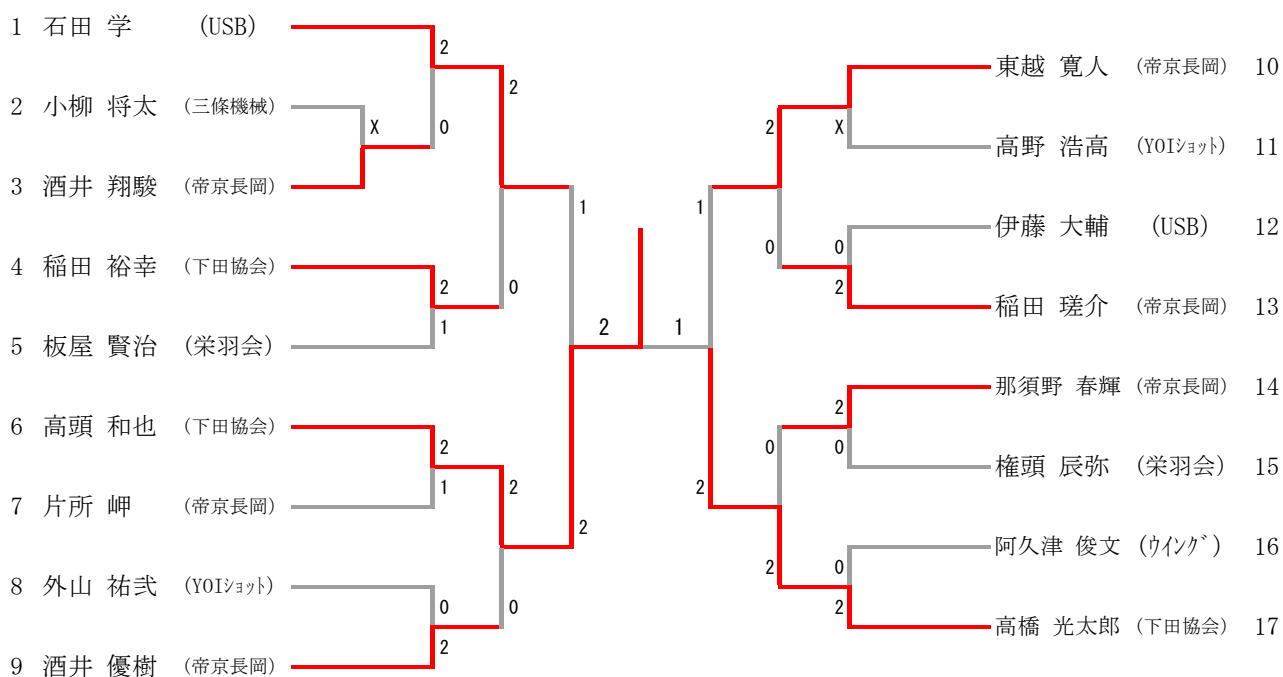 1 石田 学 (USB)
2 小柳 将太 (三條機械)
3 酒井 翔駿 (帝京長岡)
4 稲田 裕幸 (下田協会)
5 板屋 賢治 (栄羽会)
6 高頭 和也 (下田協会)
7 片所 岬 (帝京長岡)
8 外山 祐弐 (YOIショット)
9 酒井 優樹 (帝京長岡)
2
X
0
2
2
1
0
1
2
1
2
0
2
0
2
2
1
1
2
2
X
0
0
2
2
0
0
2
0
2
東越 寛人 (帝京長岡) 10
高野 浩高 (YOIショット) 11
伊藤 大輔 (USB) 12
稲田 瑳介 (帝京長岡) 13
那須野 春輝 (帝京長岡) 14
権頭 辰弥 (栄羽会) 15
阿久津 俊文 (ウイング) 16
高橋 光太郎 (下田協会) 17